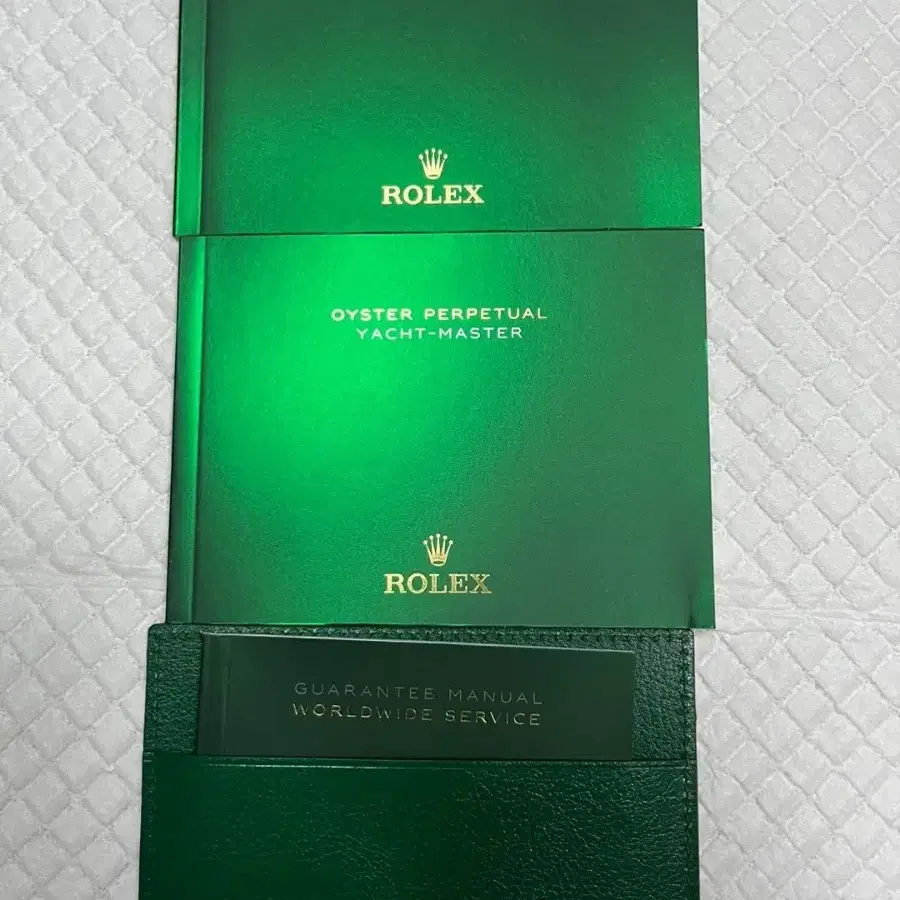 ROLEX
OYSTER PERPETUAL
YACHT-MASTER
ROLEX
GUARANTEE MANUAL
WORLDWIDE SERVICE